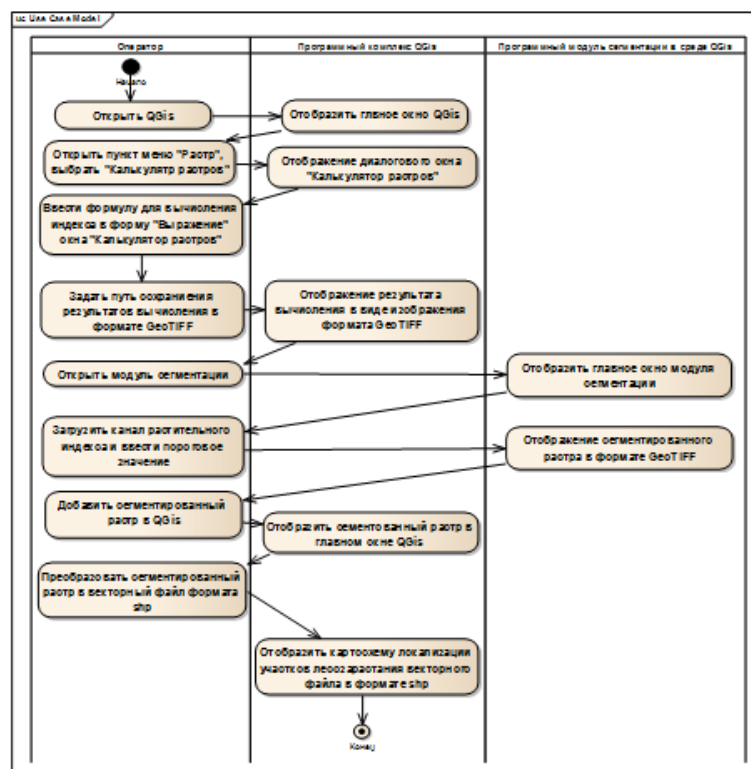 uc Use Case Model
Оператор
Программный комплекс QGis
Программный модуль сегментации в среде QGis
Начало
Открыть QGis
Отобразить глвное окно QGis
Открыть пункт меню "Растр",
выбрать "Калькулятр растров"
Отображение диалогового окна
"Калькулятор растров"
Ввести формулу для вычисления
индекса в форму "Выражение"
окна "Калькулятор растров"
Задать путь сохраниения
результатов вычисления в
формате GeoTIFF
Отображение результата
вычисления в виде изображения
формата GeoTIFF
Открыть модуль сегментации
Отобразить главное окно модуля
сегментации
Загрузить канал растительного
индекса и ввести пороговое
значение
Отображение сегментированного
растра в формате GeoTIFF
Добавить сегментированный
растр в QGis
Отобразить сементованный растр в
главном окне QGis
Преобразовать сегментированный
растр в векторный файл формата
shp
Отобразить картосхему локализации
участков лесозарастания векторного
файла в формате shp
Конец